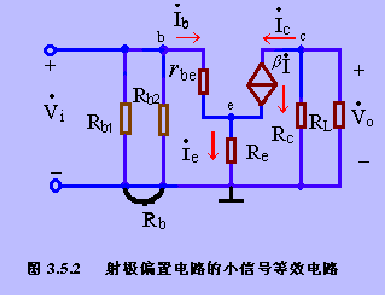 İb
İc
b
c
+
rbe
βİ
+
Rb2
V̇i
Rb1
e
Rc
RL
V̇o
İe
Re
−
−
Rb
图 3.5.2 射极偏置电路的小信号等效电路